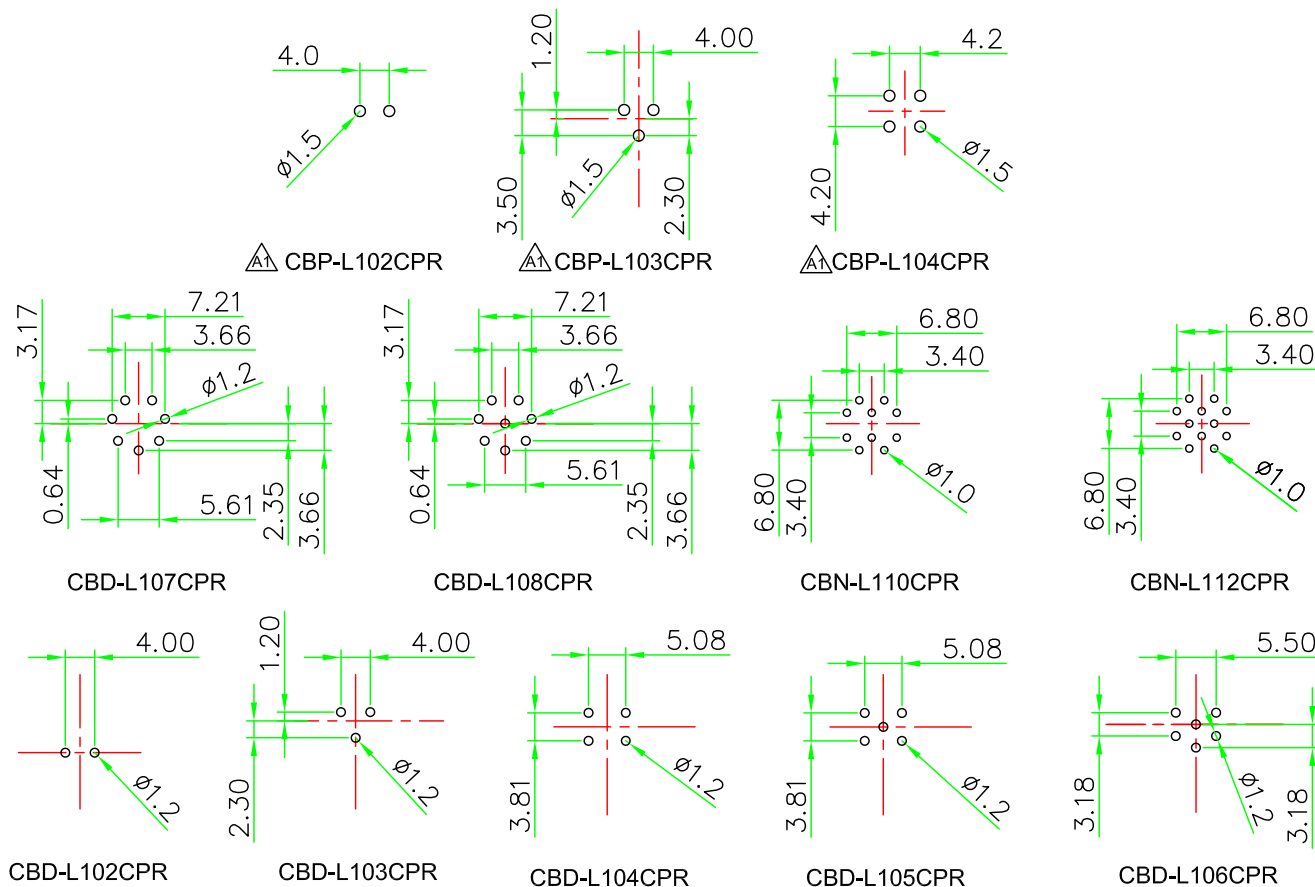 4.0
ø1.5
A1 CBP-L102CPR
1.20
4.00
3.50
ø1.5
2.30
A1 CBP-L103CPR
4.2
4.20
ø1.5
A1 CBP-L104CPR
3.17
7.21
3.66
ø1.2
0.64
5.61
2.35
3.66
CBD-L107CPR
3.17
7.21
3.66
ø1.2
0.64
5.61
2.35
3.66
CBD-L108CPR
6.80
3.40
6.80
3.40
ø1.0
CBN-L110CPR
6.80
3.40
6.80
3.40
ø1.0
CBN-L112CPR
4.00
ø1.2
CBD-L102CPR
1.20
4.00
2.30
ø1.2
CBD-L103CPR
5.08
3.81
ø1.2
CBD-L104CPR
5.08
3.81
ø1.2
CBD-L105CPR
5.50
3.18
ø1.2
3.18
CBD-L106CPR